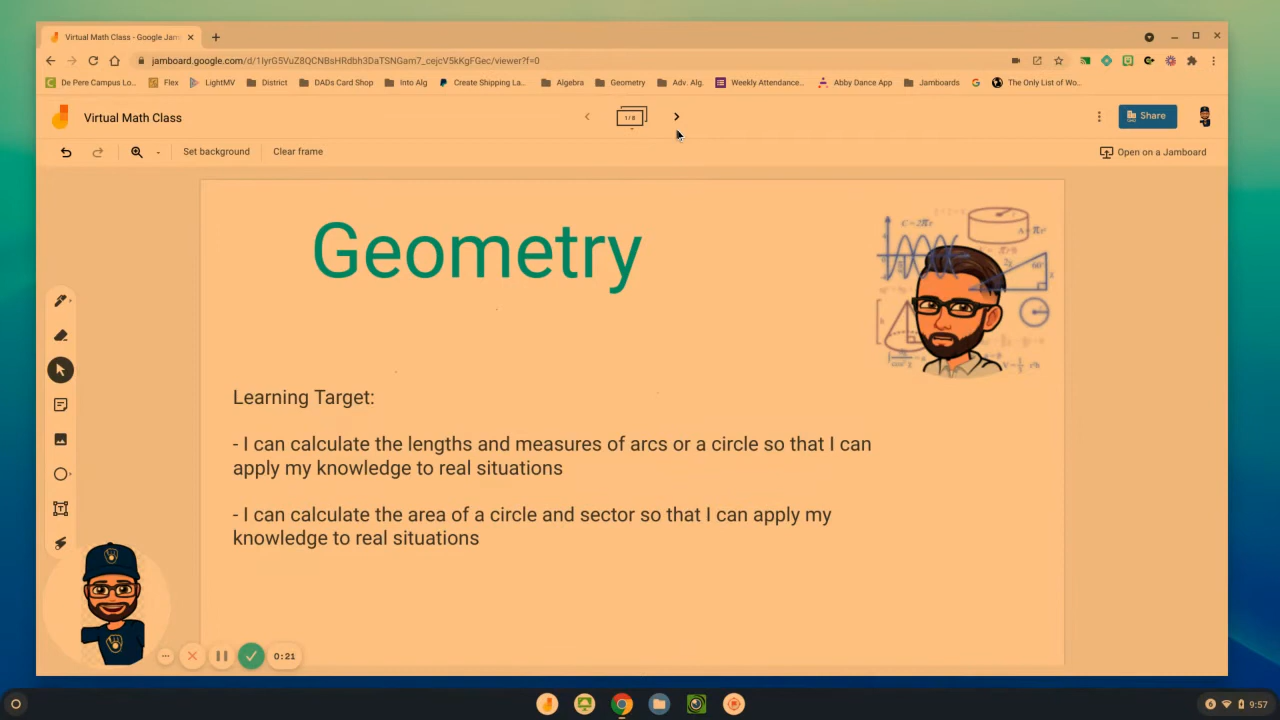 Virtual Math Class - Google Jam
jamboard.google.com/d/1IyrG5VuZ8QCNBsHRdbh3DaTSNGam7_cejcV5kKgFGec/viewer?f=0
De Pere Campus Lo... Flex LightMV District DADs Card Shop Into Alg Create Shipping La... Algebra Geometry Adv. Alg. Weekly Attendance... Abby Dance App Jamboards The Only List of Wo...
Virtual Math Class 1/8 Share
Set background Clear frame Open on a Jamboard
Geometry
C=2πr
A=πr²
60°
Learning Target:
- I can calculate the lengths and measures of arcs or a circle so that I can
apply my knowledge to real situations
- I can calculate the area of a circle and sector so that I can apply my
knowledge to real situations
0:21
6 9:57